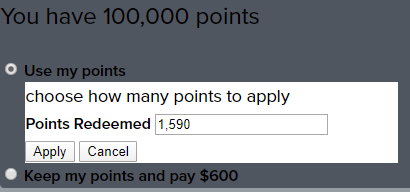 You have 100,000 points
Use my points
choose how many points to apply
Points Redeemed 1,590
Apply Cancel
Keep my points and pay $600